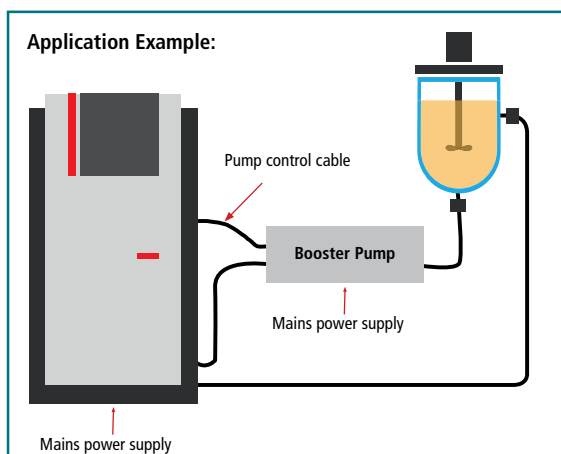 Application Example:
Pump control cable
Booster Pump
Mains power supply
Mains power supply